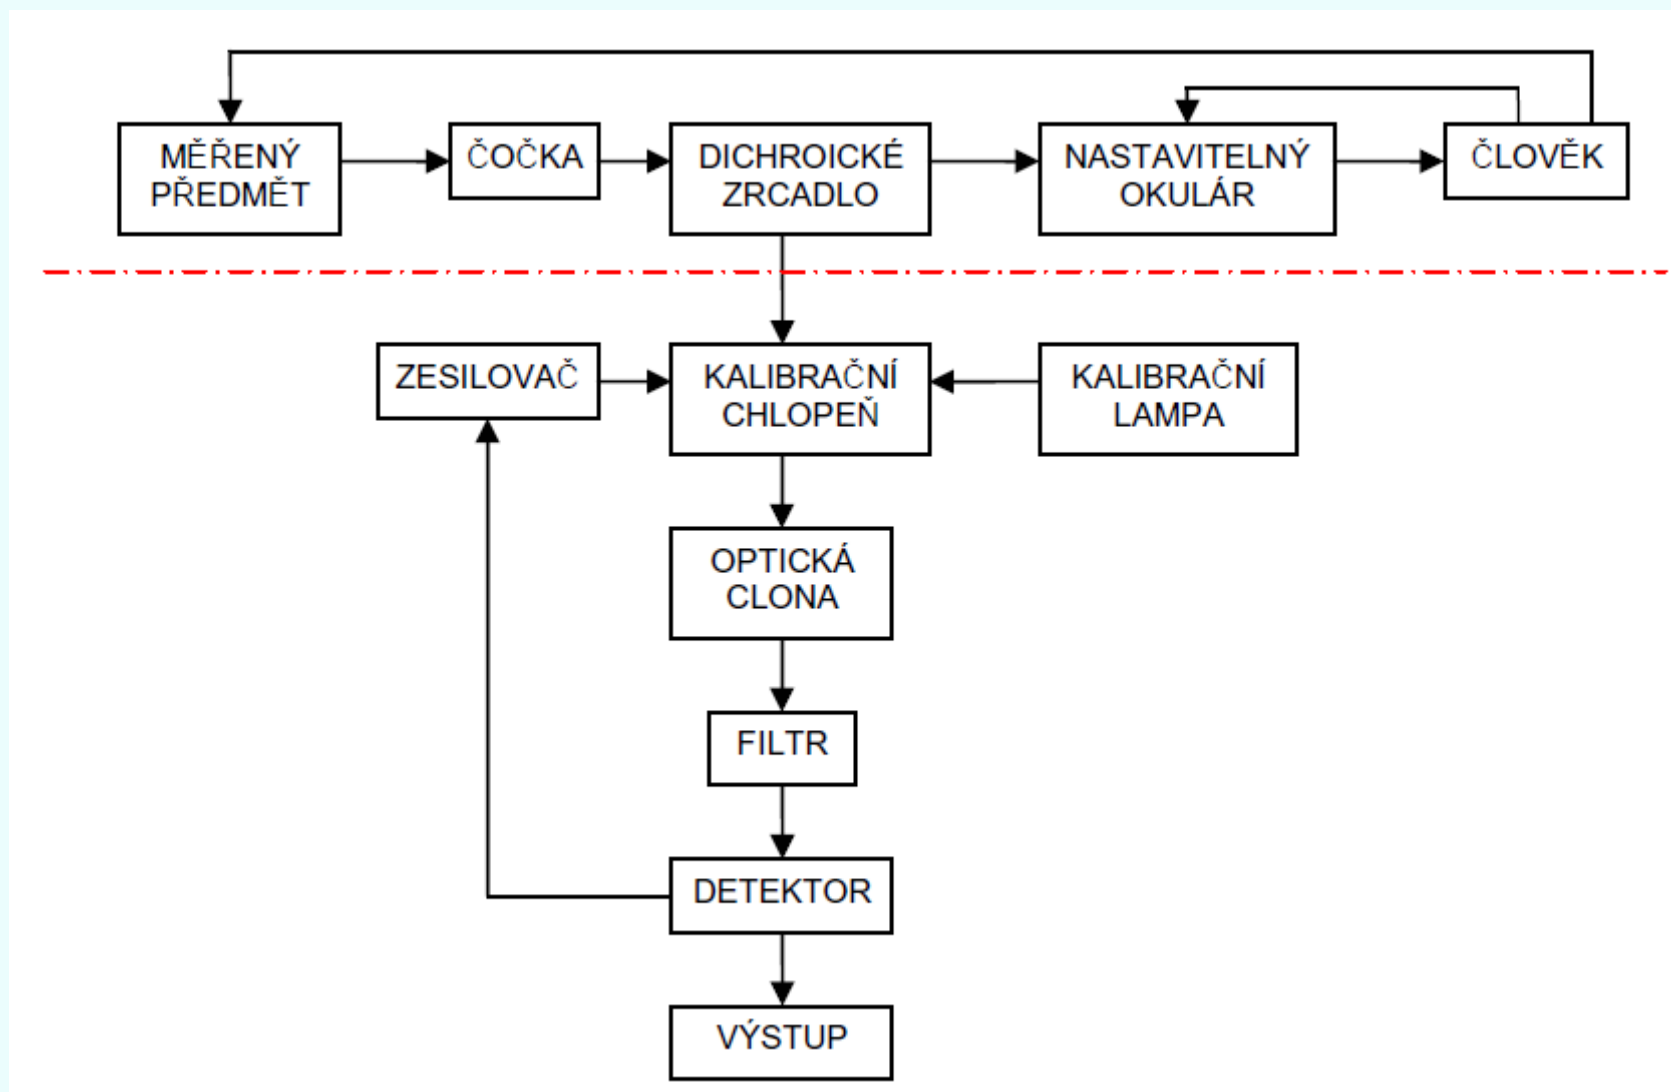 MĚŘENÝ
PŘEDMĚT
ČOČKA
DICHROICKÉ
ZRCADLO
NASTAVITELNÝ
OKULÁR
ČLOVĚK
ZESILOVAČ
KALIBRAČNÍ
CHLOPEŇ
KALIBRAČNÍ
LAMPA
OPTICKÁ
CLONA
FILTR
DETEKTOR
VÝSTUP